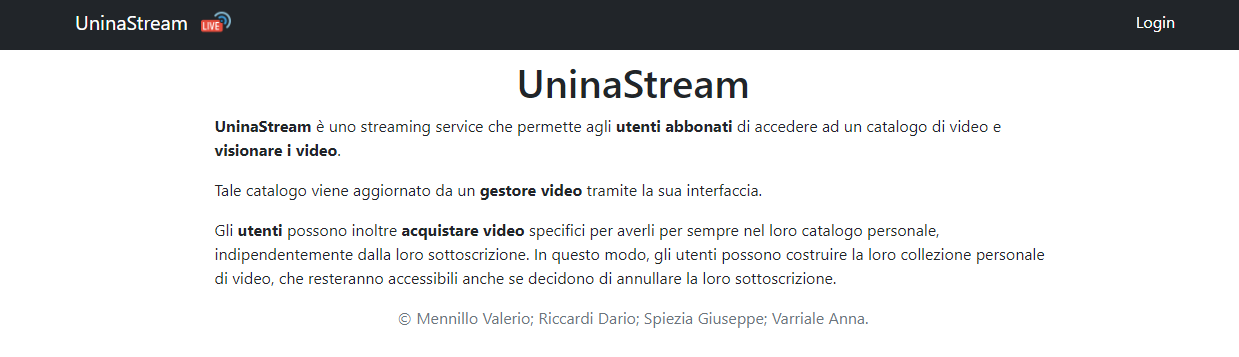 UninaStream LIVE Login
UninaStream
UninaStream è uno streaming service che permette agli utenti abbonati di accedere ad un catalogo di video e
visionare i video.
Tale catalogo viene aggiornato da un gestore video tramite la sua interfaccia.
Gli utenti possono inoltre acquistare video specifici per averli per sempre nel loro catalogo personale,
indipendentemente dalla loro sottoscrizione. In questo modo, gli utenti possono costruire la loro collezione personale
di video, che resteranno accessibili anche se decidono di annullare la loro sottoscrizione.
© Mennillo Valerio; Riccardi Dario; Spiezia Giuseppe; Varriale Anna.